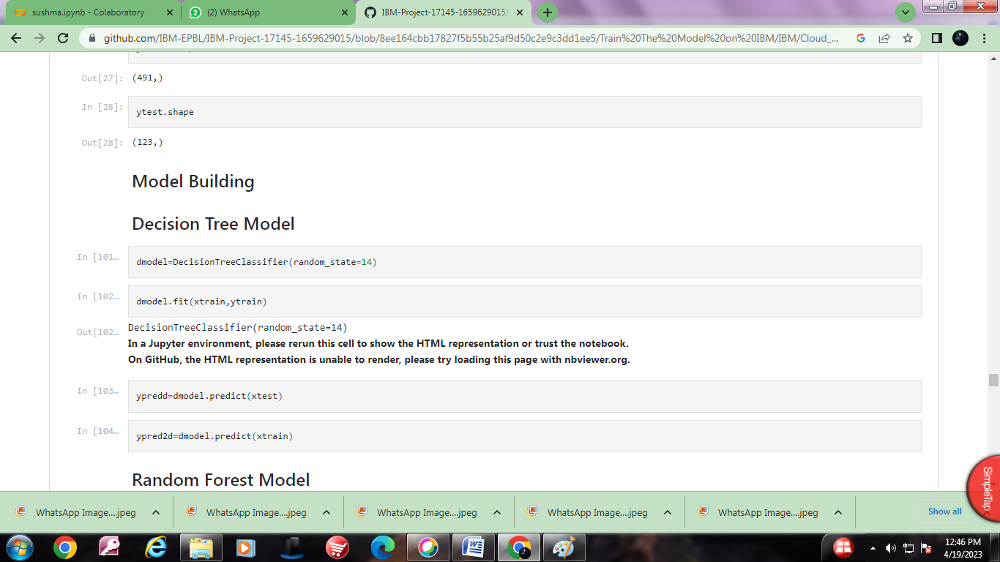 sushma.ipynb - Colaboratory
(2) WhatsApp
IBM-Project-17145-1659629015/
github.com/IBM-EPBL/IBM-Project-17145-1659629015/blob/8ee164cbb17827f5b55b25af9d50c2e9c3dd1ee5/Train%20The%20Model%20on%20IBM/IBM/Cloud_...
Out[27]: (491,)
In [28]: ytest.shape
Out[28]: (123,)
Model Building
Decision Tree Model
In [101… dmodel=DecisionTreeClassifier(random_state=14)
In [102… dmodel.fit(xtrain,ytrain)
Out[102… DecisionTreeClassifier(random_state=14)
In a Jupyter environment, please rerun this cell to show the HTML representation or trust the notebook.
On GitHub, the HTML representation is unable to render, please try loading this page with nbviewer.org.
In [103… ypredd=dmodel.predict(xtest)
In [104… ypred2d=dmodel.predict(xtrain)
Random Forest Model
SimpleTap
WhatsApp Image....jpeg
WhatsApp Image....jpeg
WhatsApp Image....jpeg
WhatsApp Image....jpeg
WhatsApp Image....jpeg
Show all
12:46 PM
4/19/2023